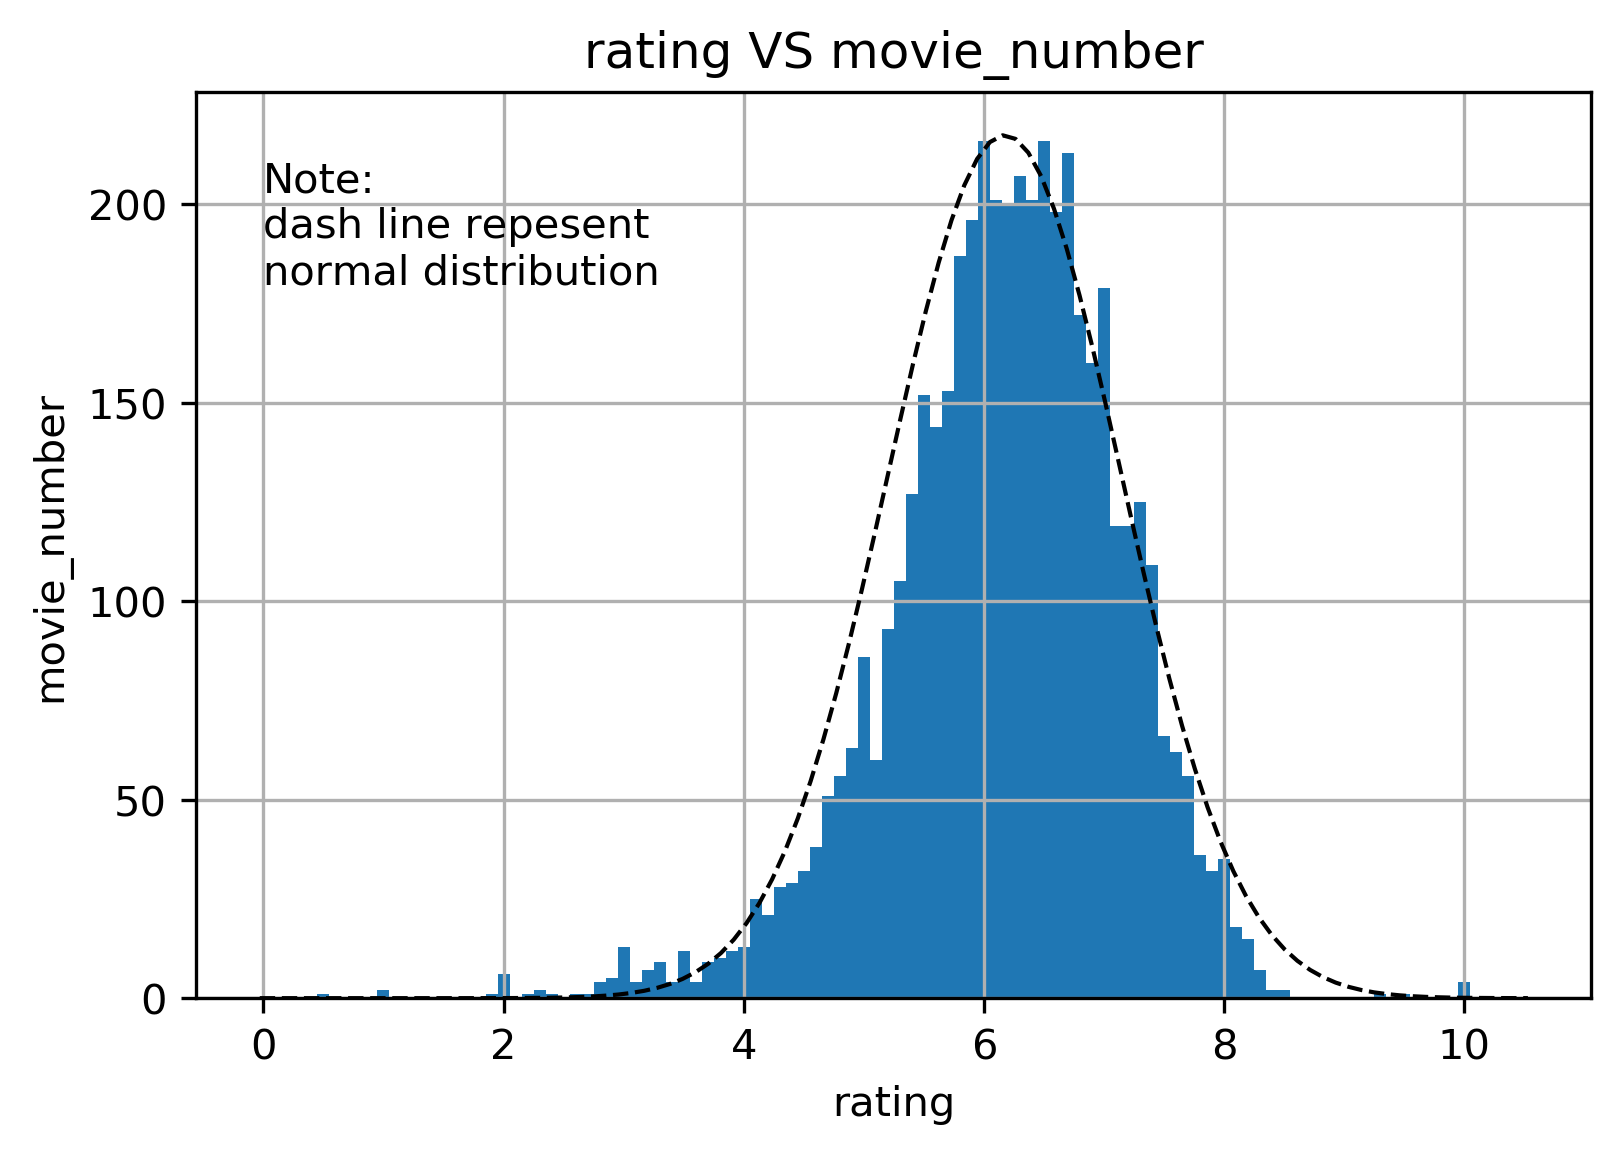 rating VS movie_number
Note:
dash line repesent
normal distribution
movie_number
200
150
100
50
0
0 2 4 6 8 10
rating